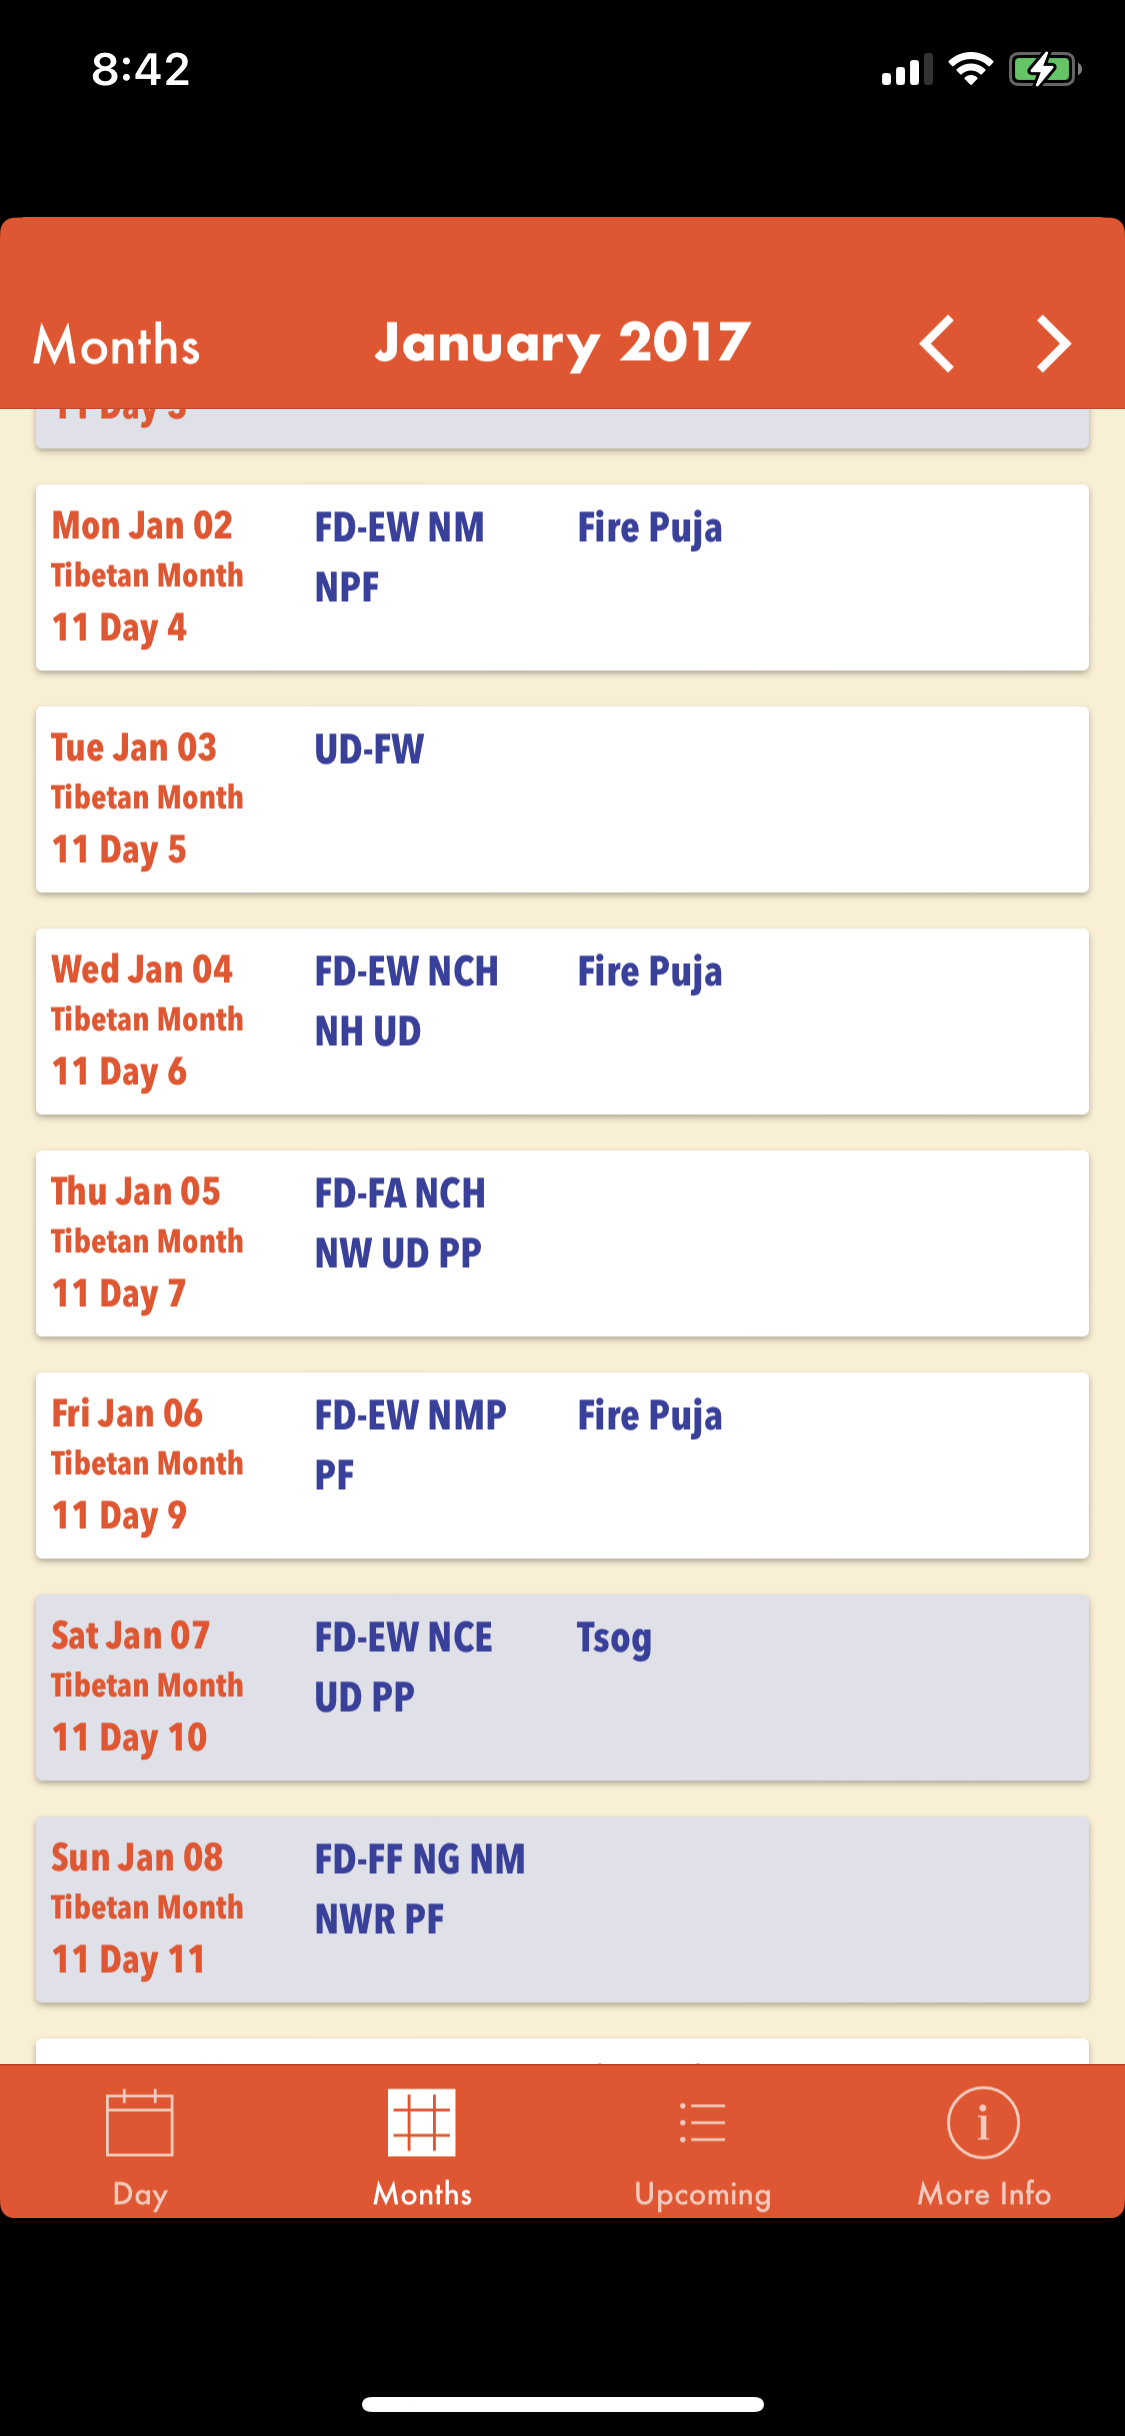 8:42
Months January 2017
11 Day 3
Mon Jan 02 FD-EW NM Fire Puja
Tibetan Month NPF
11 Day 4
Tue Jan 03 UD-FW
Tibetan Month
11 Day 5
Wed Jan 04 FD-EW NCH Fire Puja
Tibetan Month NH UD
11 Day 6
Thu Jan 05 FD-FA NCH
Tibetan Month NW UD PP
11 Day 7
Fri Jan 06 FD-EW NMP Fire Puja
Tibetan Month PF
11 Day 9
Sat Jan 07 FD-EW NCE Tsog
Tibetan Month UD PP
11 Day 10
Sun Jan 08 FD-FF NG NM
Tibetan Month NWR PF
11 Day 11
Day Months Upcoming More Info